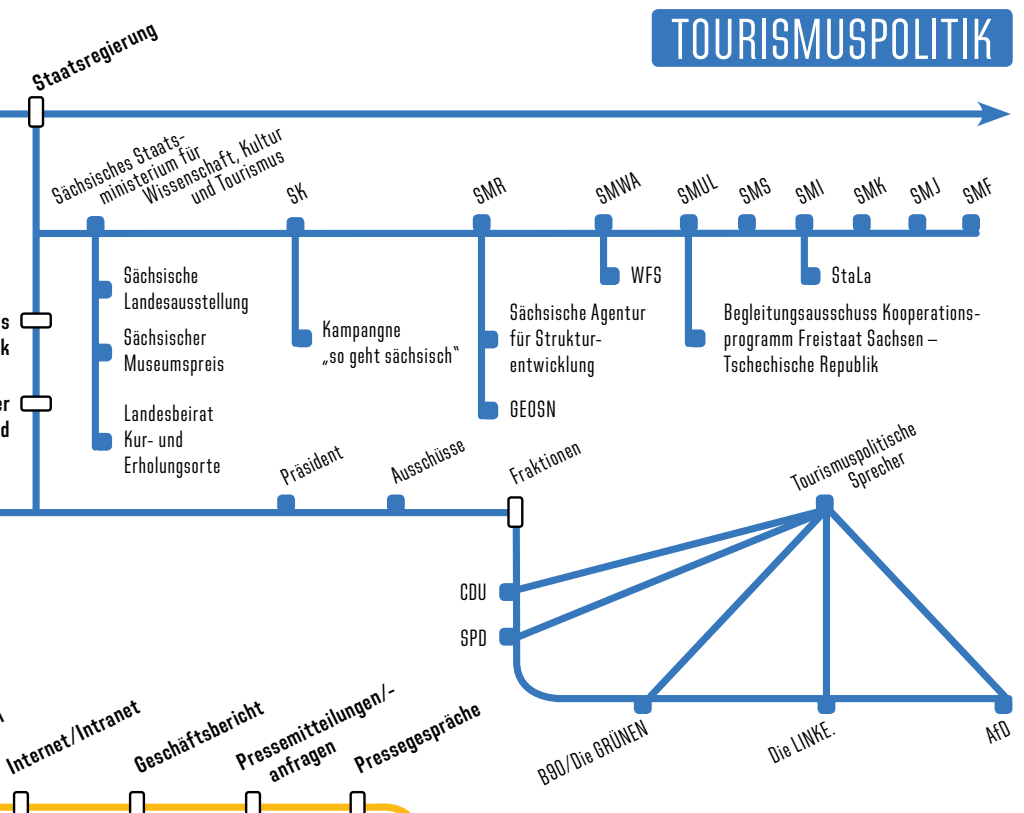 TOURISMUSPOLITIK
Staatsregierung
Sächsisches Staats-
ministerium für
Wissenschaft, Kultur
und Tourismus
SK
SMR
SMWA
SMUL
SMS
SMI
SMK
SMJ
SMF
Sächsische
Landesausstellung
Sächsischer
Museumspreis
Landesbeirat
Kur- und
Erholungsorte
Kampangne
„so geht sächsisch“
Sächsische Agentur
für Struktur-
entwicklung
GEOSN
WFS
Begleitungsausschuss Kooperations-
programm Freistaat Sachsen –
Tschechische Republik
StaLa
s
k
er
d
Präsident
Ausschüsse
Fraktionen
Tourismuspolitische
Sprecher
CDU
SPD
B90/Die GRÜNEN
Die LINKE.
AfD
Internet/Intranet
Geschäftsbericht
Pressemitteilungen/-
anfragen
Pressegespräche